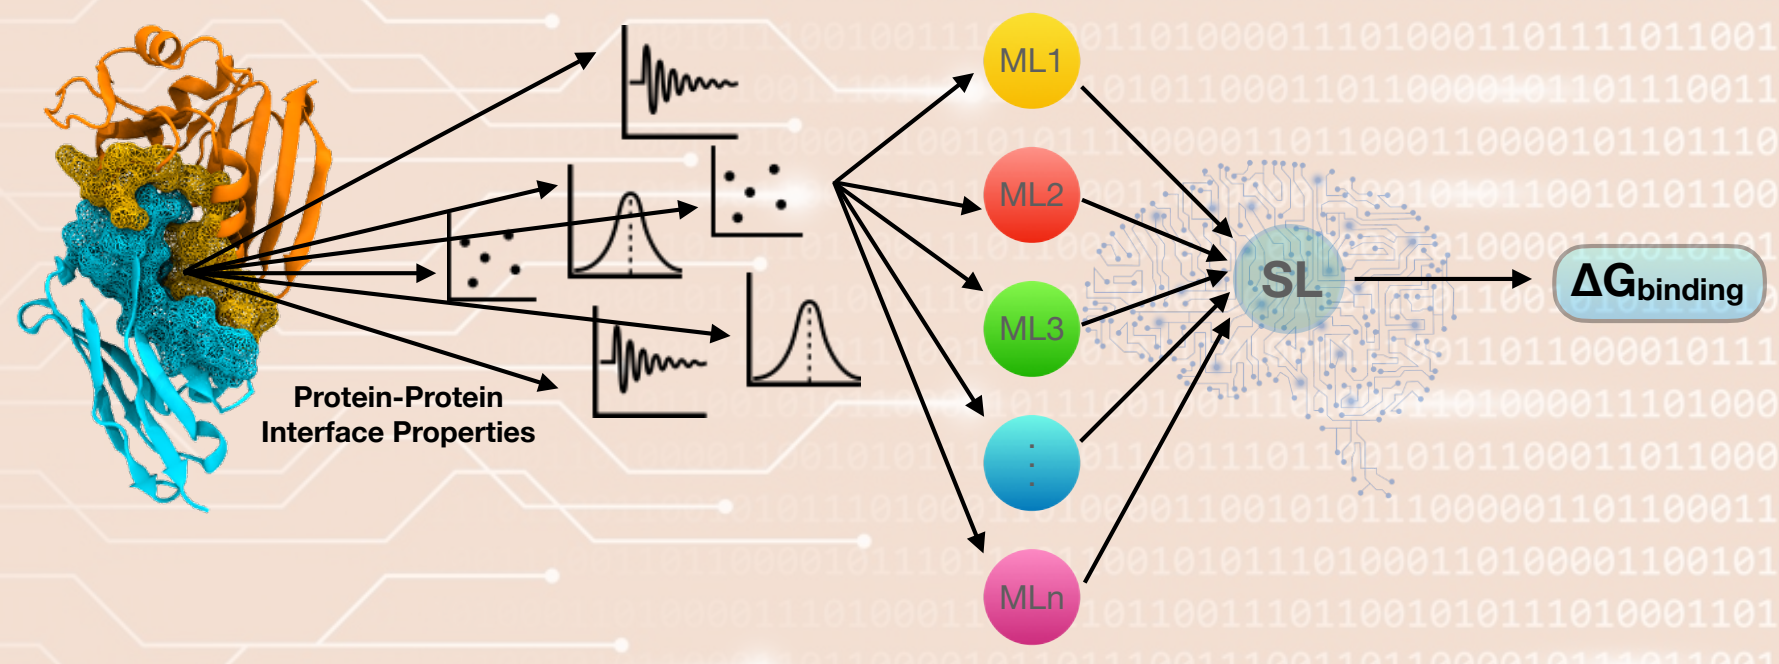 Protein-Protein
Interface Properties
ML1
ML2
ML3
⋮
MLn
SL
ΔGbinding